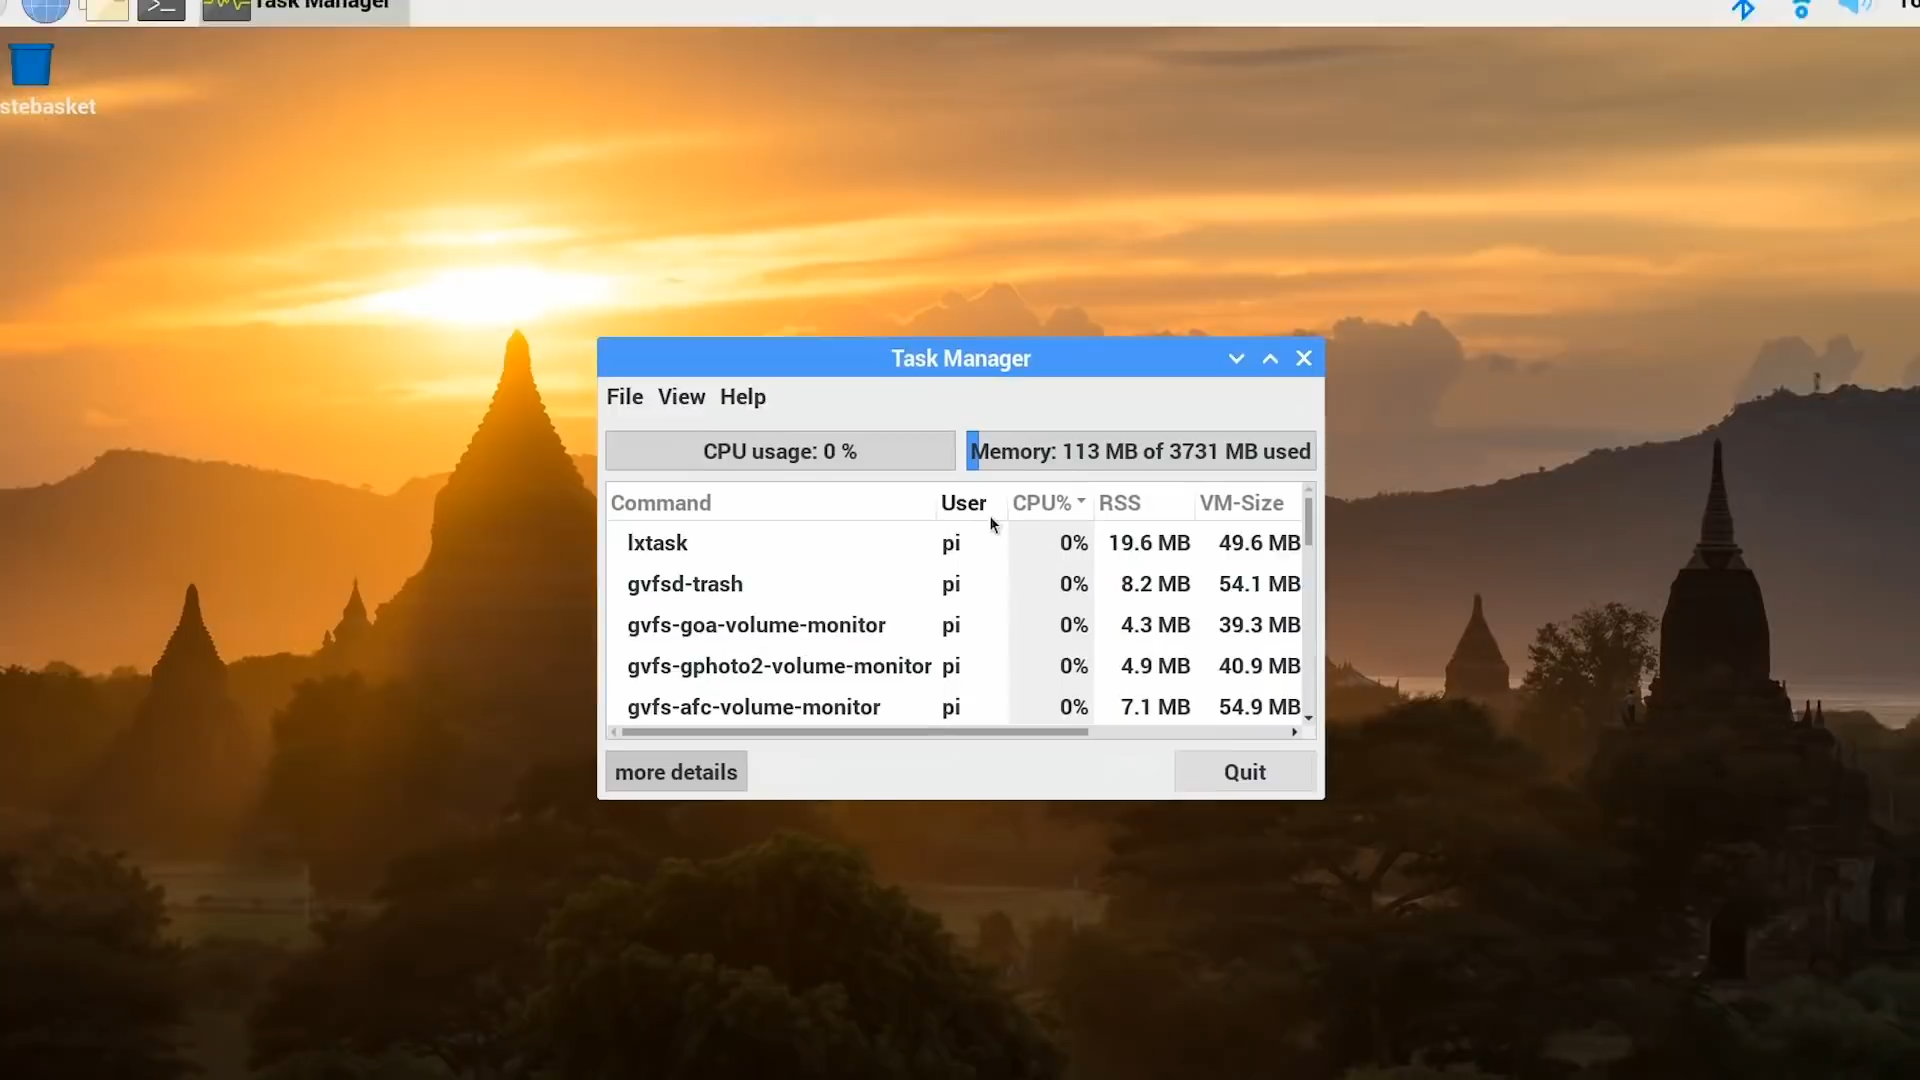 Task Manager
stebasket
Task Manager
File View Help
CPU usage: 0 % Memory: 113 MB of 3731 MB used
Command User CPU% RSS VM-Size
lxtask pi 0% 19.6 MB 49.6 MB
gvfsd-trash pi 0% 8.2 MB 54.1 MB
gvfs-goa-volume-monitor pi 0% 4.3 MB 39.3 MB
gvfs-gphoto2-volume-monitor pi 0% 4.9 MB 40.9 MB
gvfs-afc-volume-monitor pi 0% 7.1 MB 54.9 MB
more details Quit